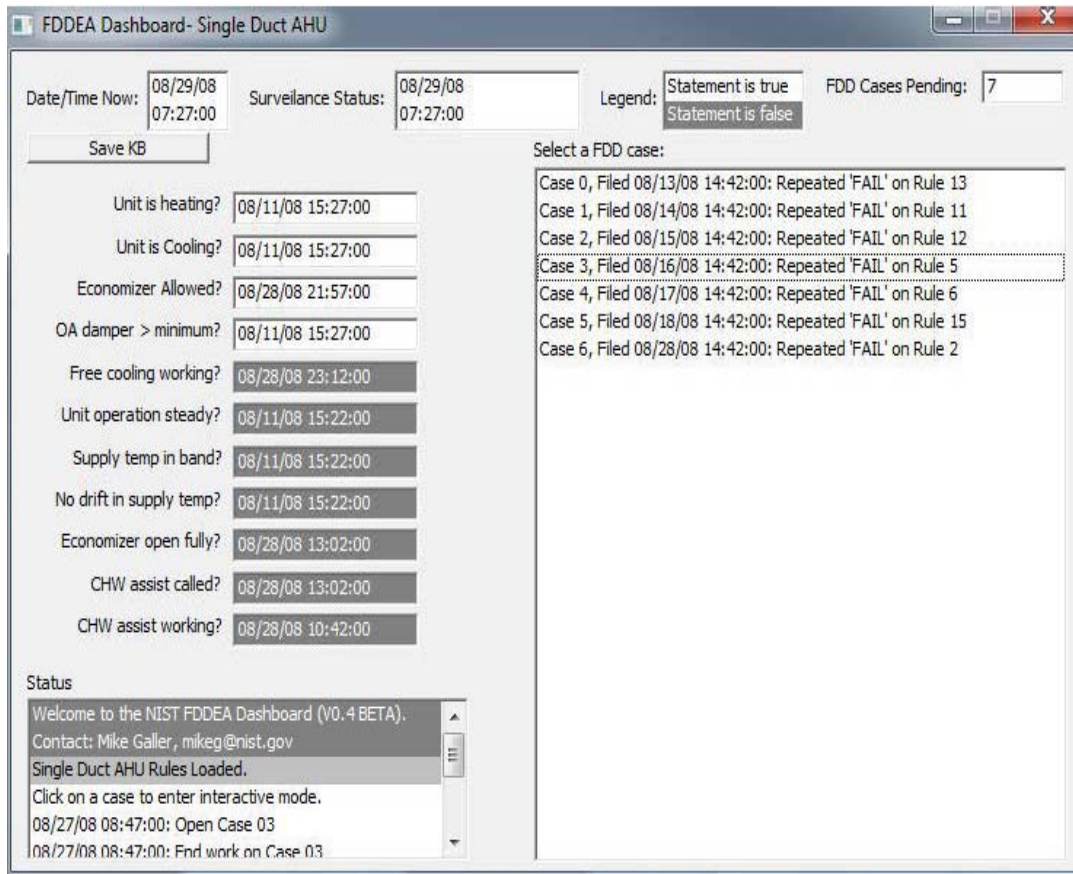 FDDEA Dashboard- Single Duct AHU
Date/Time Now: 08/29/08 07:27:00
Surveilance Status: 08/29/08 07:27:00
Legend: Statement is true
Statement is false
FDD Cases Pending: 7
Save KB
Unit is heating? 08/11/08 15:27:00
Unit is Cooling? 08/11/08 15:27:00
Economizer Allowed? 08/28/08 21:57:00
OA damper > minimum? 08/11/08 15:27:00
Free cooling working? 08/28/08 23:12:00
Unit operation steady? 08/11/08 15:22:00
Supply temp in band? 08/11/08 15:22:00
No drift in supply temp? 08/11/08 15:22:00
Economizer open fully? 08/28/08 13:02:00
CHW assist called? 08/28/08 13:02:00
CHW assist working? 08/28/08 10:42:00
Status
Welcome to the NIST FDDEA Dashboard (V0.4 BETA).
Contact: Mike Galler, mikeg@nist.gov
Single Duct AHU Rules Loaded.
Click on a case to enter interactive mode.
08/27/08 08:47:00: Open Case 03
08/27/08 08:47:00: End work on Case 03
Select a FDD case:
Case 0, Filed 08/13/08 14:42:00: Repeated 'FAIL' on Rule 13
Case 1, Filed 08/14/08 14:42:00: Repeated 'FAIL' on Rule 11
Case 2, Filed 08/15/08 14:42:00: Repeated 'FAIL' on Rule 12
Case 3, Filed 08/16/08 14:42:00: Repeated 'FAIL' on Rule 5
Case 4, Filed 08/17/08 14:42:00: Repeated 'FAIL' on Rule 6
Case 5, Filed 08/18/08 14:42:00: Repeated 'FAIL' on Rule 15
Case 6, Filed 08/28/08 14:42:00: Repeated 'FAIL' on Rule 2